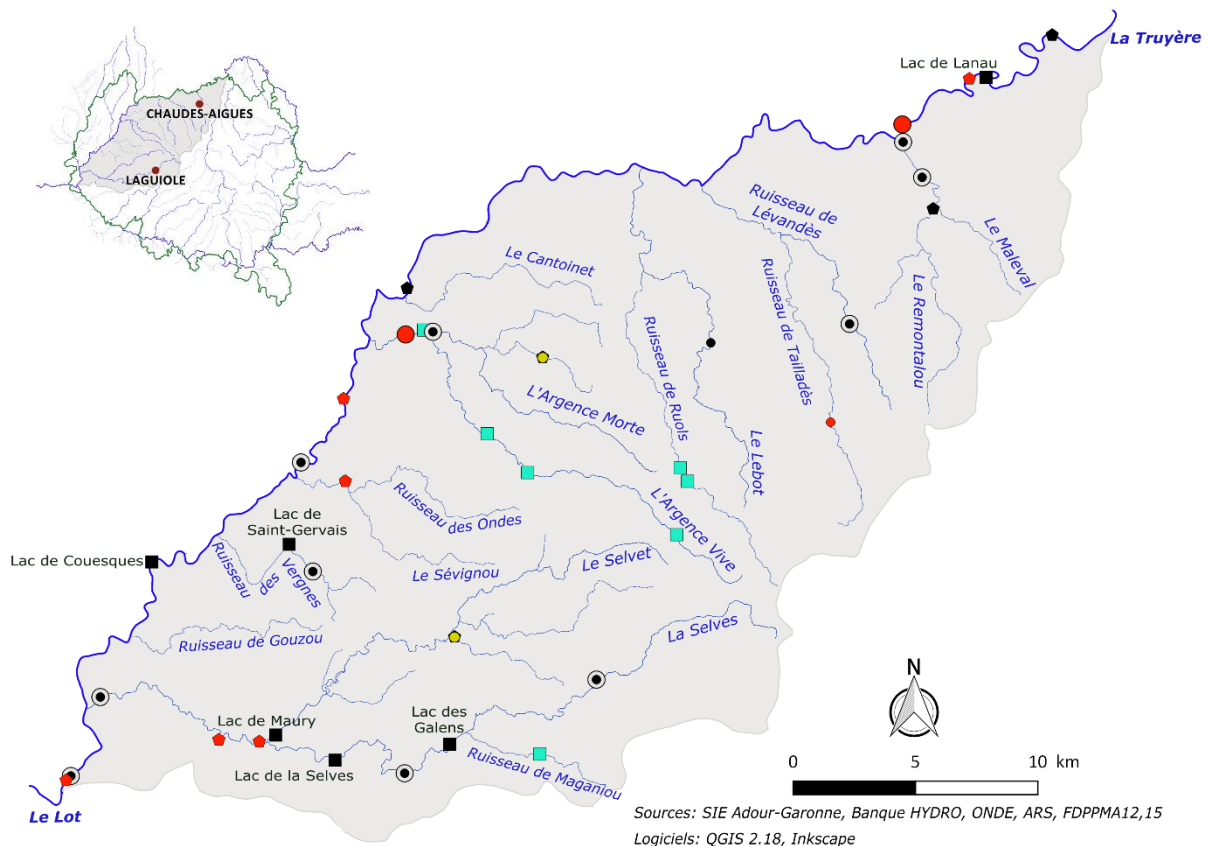 La Truyère
Lac de Lanau
CHAUDES-AIGUES
LAGUIOLE
Ruisseau de
Lévandès
Le Maleval
Le Cantoinet
Ruisseau de Tailladès
Le Remontalou
Ruisseau de Ruols
L'Argence Morte
Le Lebot
Ruisseau
des Ondes
L'Argence Vive
Lac de
Saint-Gervais
Lac de Couesques
Ruisseau
des
Vergnes
Le Sévignou
Le Selvet
La Selves
Ruisseau de Gouzou
N
Lac de Maury
Lac des
Galens
Lac de la Selves
Ruisseau de Maganiou
0 5 10 km
Le Lot
Sources: SIE Adour-Garonne, Banque HYDRO, ONDE, ARS, FDPPMA12,15
Logiciels: QGIS 2.18, Inkscape